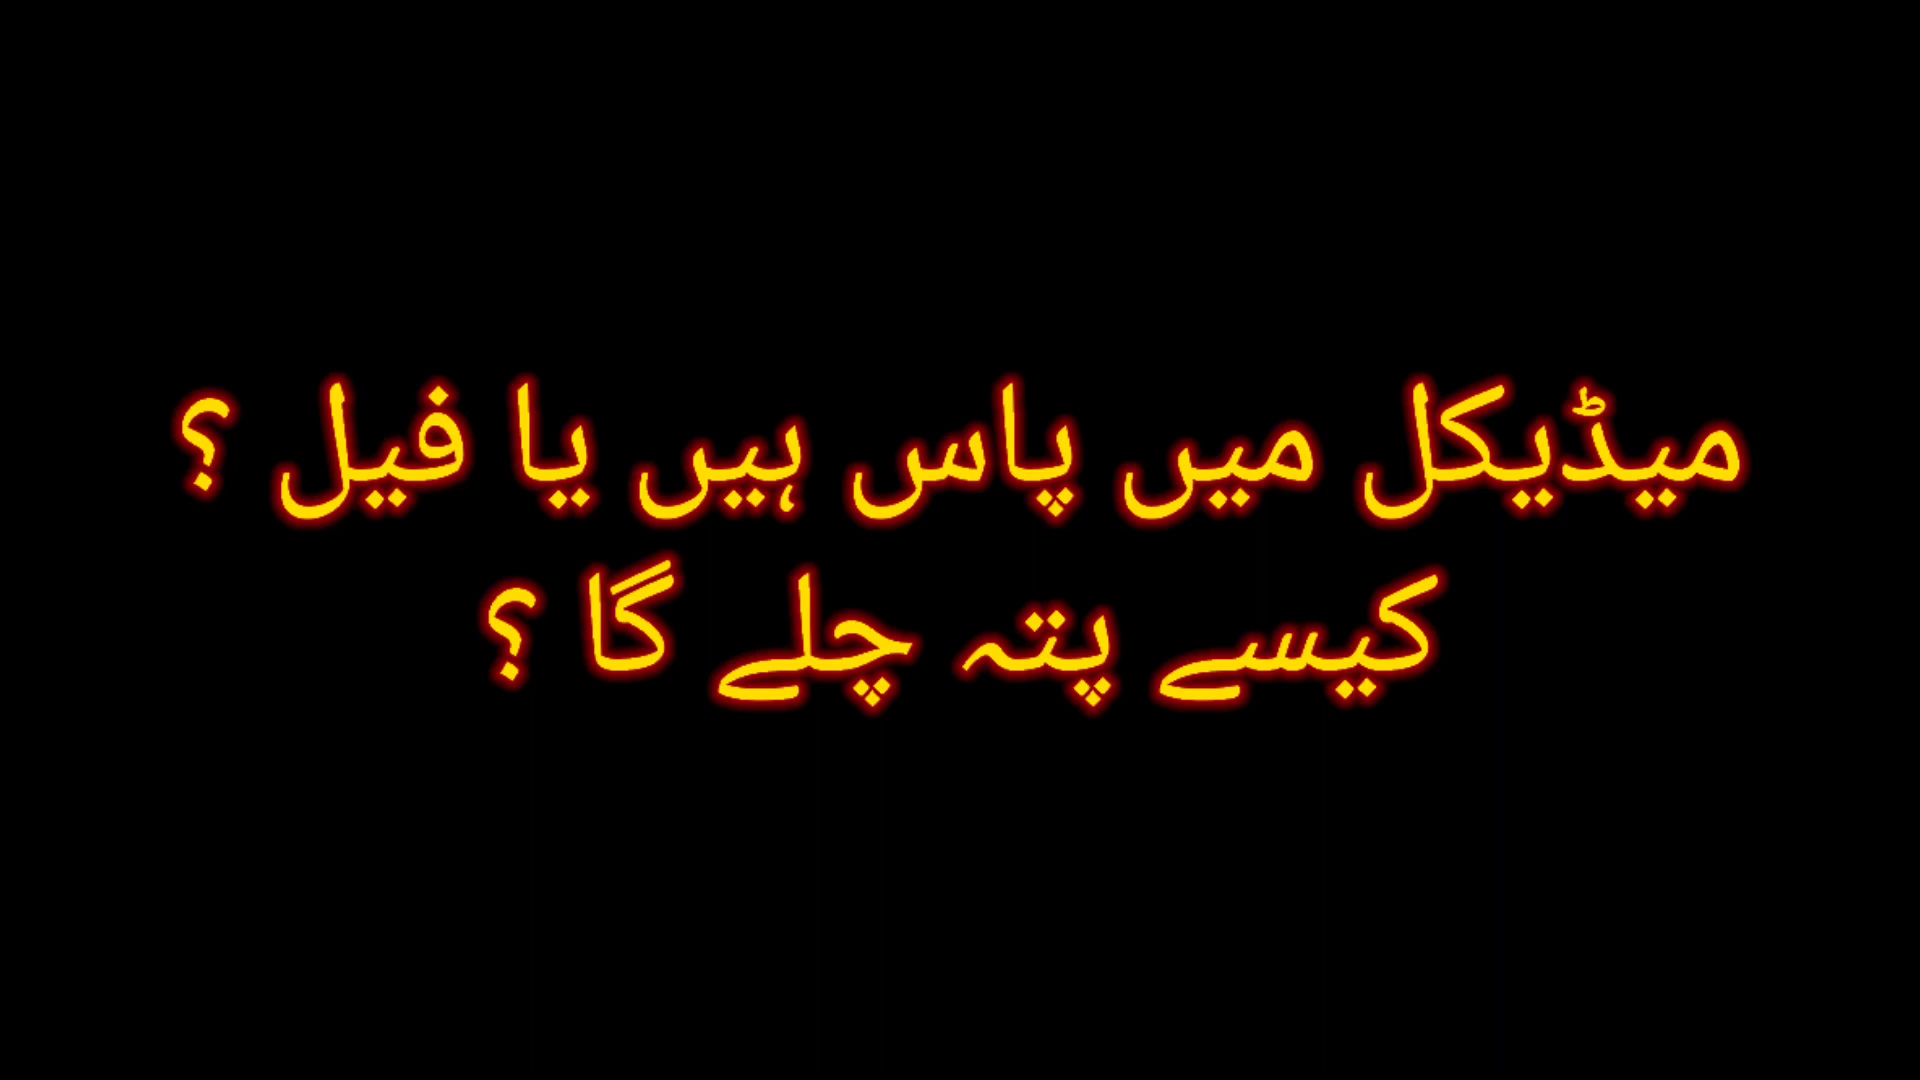 میڈیکل میں پاس ہیں یا فیل ؟
کیسے پتہ چلے گا ؟